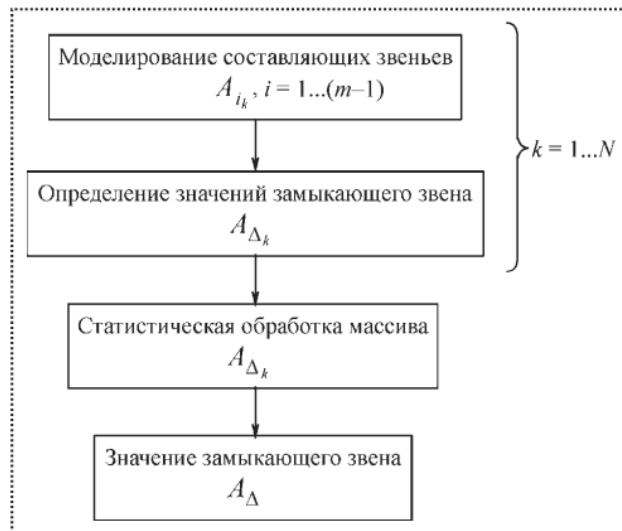 Моделирование составляющих звеньев
A_{i_k}, i = 1...(m–1)
k = 1...N
Определение значений замыкающего звена
A_{Δ_k}
Статистическая обработка массива
A_{Δ_k}
Значение замыкающего звена
A_Δ